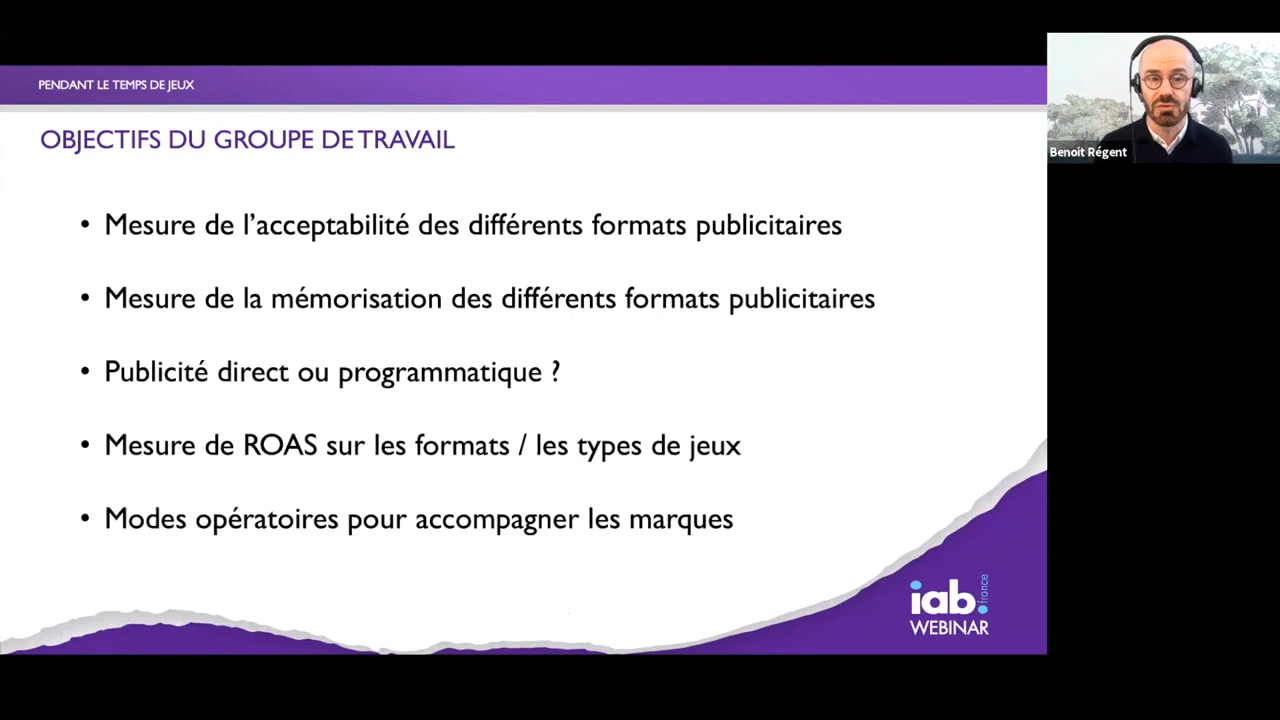 PENDANT LE TEMPS DE JEUX
OBJECTIFS DU GROUPE DE TRAVAIL
• Mesure de l’acceptabilité des différents formats publicitaires
• Mesure de la mémorisation des différents formats publicitaires
• Publicité direct ou programmatique ?
• Mesure de ROAS sur les formats / les types de jeux
• Modes opératoires pour accompagner les marques
Benoit Régent
iab.
france
WEBINAR